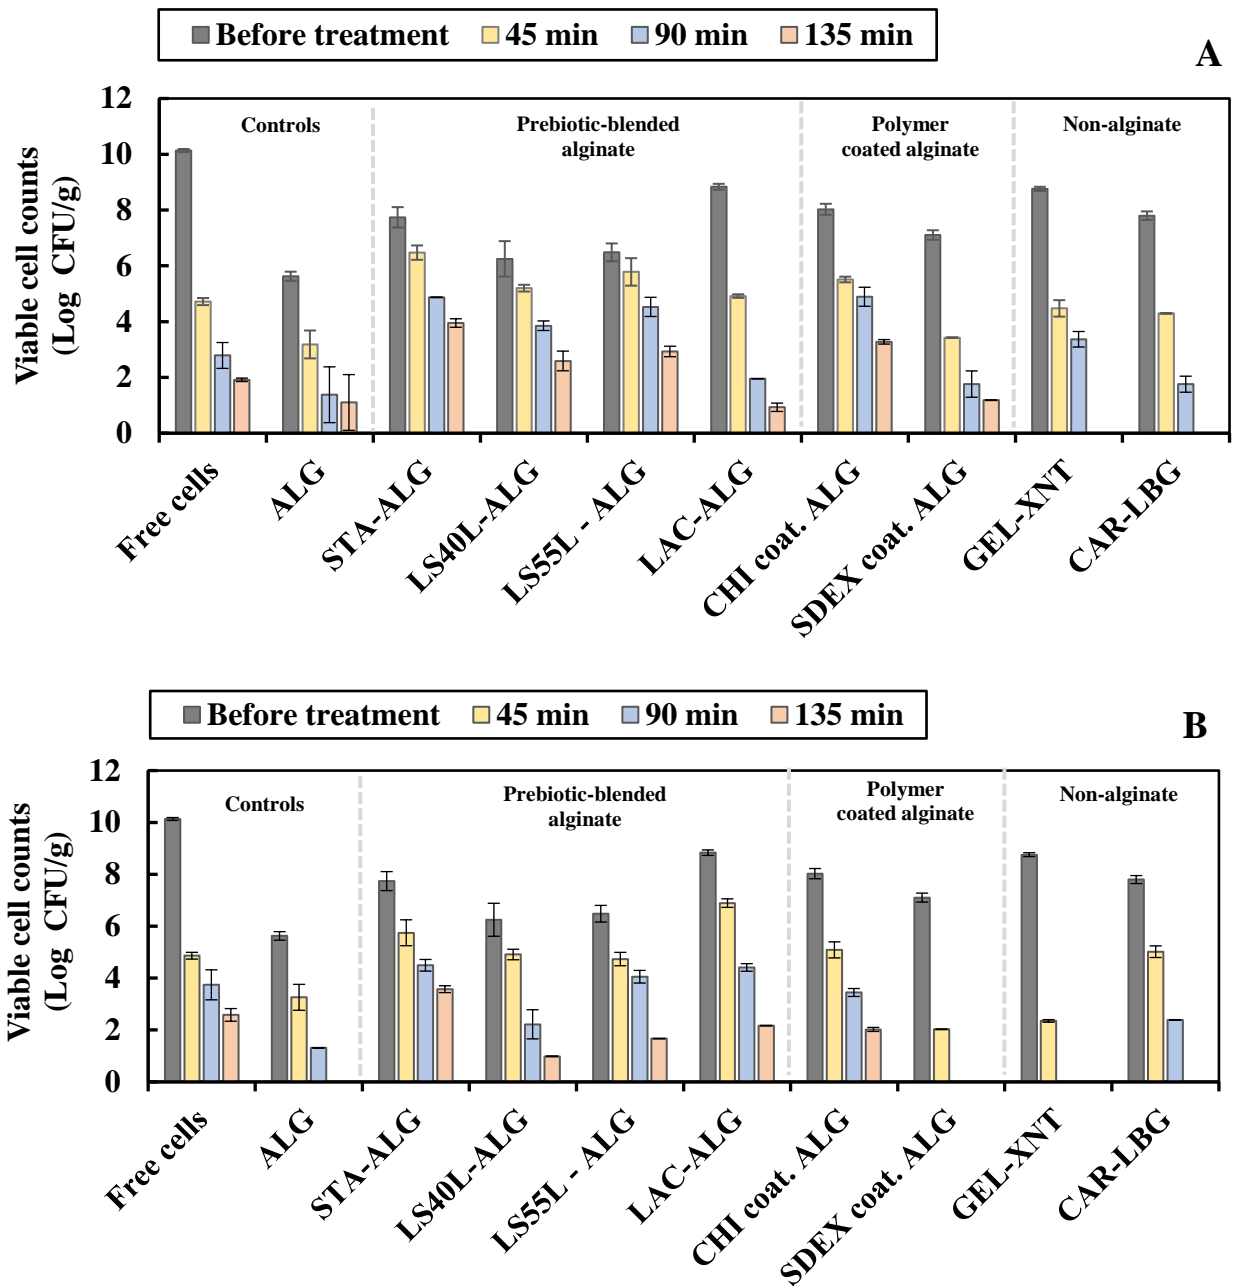 Before treatment 45 min 90 min 135 min
A
Viable cell counts
(Log CFU/g)
12
10
8
6
4
2
0
Controls
Prebiotic-blended
alginate
Polymer
coated alginate
Non-alginate
Free cells
ALG
STA-ALG
LS40L-ALG
LS55L - ALG
LAC-ALG
CHI coat. ALG
SDEX coat. ALG
GEL-XNT
CAR-LBG
Before treatment 45 min 90 min 135 min
B
Viable cell counts
(Log CFU/g)
12
10
8
6
4
2
0
Controls
Prebiotic-blended
alginate
Polymer
coated alginate
Non-alginate
Free cells
ALG
STA-ALG
LS40L-ALG
LS55L - ALG
LAC-ALG
CHI coat. ALG
SDEX coat. ALG
GEL-XNT
CAR-LBG